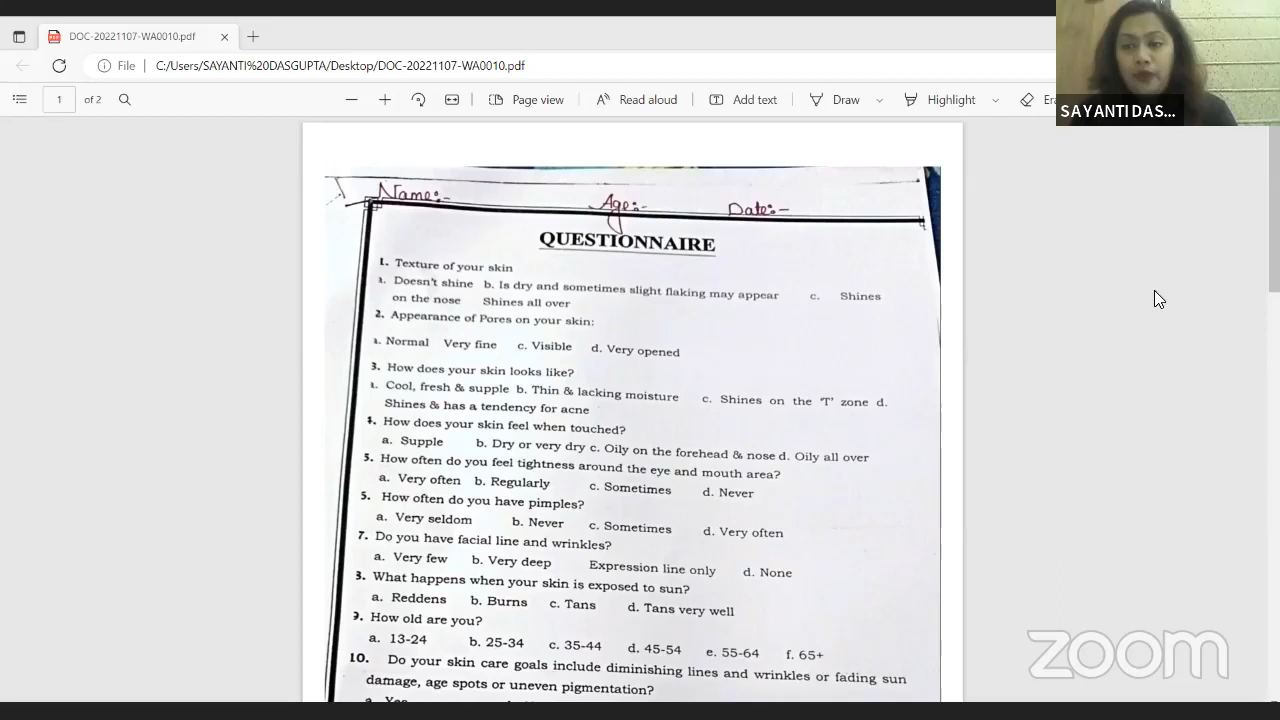 DOC-20221107-WA0010.pdf
File C:/Users/SAYANTI%20DASGUPTA/Desktop/DOC-20221107-WA0010.pdf
1 of 2 Page view Read aloud Add text Draw Highlight Era
SAYANTI DAS...
Name:- Age:- Date:-
QUESTIONNAIRE
1. Texture of your skin
a. Doesn't shine b. Is dry and sometimes slight flaking may appear c. Shines
on the nose Shines all over
2. Appearance of Pores on your skin:
a. Normal Very fine c. Visible d. Very opened
3. How does your skin looks like?
Cool, fresh & supple b. Thin & lacking moisture c. Shines on the 'T' zone d.
Shines & has a tendency for acne
4. How does your skin feel when touched?
a. Supple b. Dry or very dry c. Oily on the forehead & nose d. Oily all over
5. How often do you feel tightness around the eye and mouth area?
a. Very often b. Regularly c. Sometimes d. Never
How often do you have pimples?
a. Very seldom b. Never c. Sometimes d. Very often
7. Do you have facial line and wrinkles?
a. Very few b. Very deep Expression line only d. None
What happens when your skin is exposed to sun?
a. Reddens b. Burns c. Tans d. Tans very well
How old are you?
a. 13-24 b. 25-34 c. 35-44 d. 45-54 e. 55-64 f. 65+
10. Do your skin care goals include diminishing lines and wrinkles or fading sun
damage, age spots or uneven pigmentation?
zoom